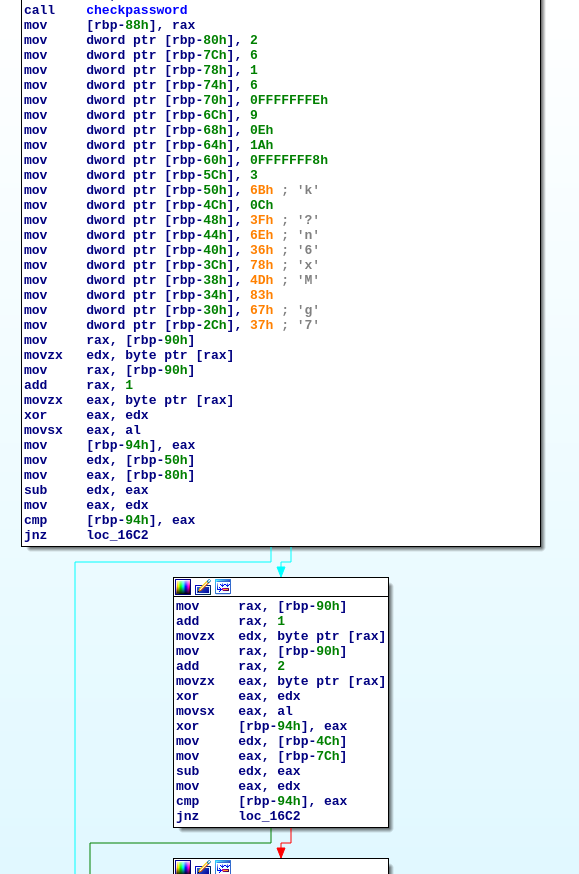 call checkpassword
mov [rbp-88h], rax
mov dword ptr [rbp-80h], 2
mov dword ptr [rbp-7Ch], 6
mov dword ptr [rbp-78h], 1
mov dword ptr [rbp-74h], 6
mov dword ptr [rbp-70h], 0FFFFFFFEh
mov dword ptr [rbp-6Ch], 9
mov dword ptr [rbp-68h], 0Eh
mov dword ptr [rbp-64h], 1Ah
mov dword ptr [rbp-60h], 0FFFFFFF8h
mov dword ptr [rbp-5Ch], 3
mov dword ptr [rbp-50h], 6Bh ; 'k'
mov dword ptr [rbp-4Ch], 0Ch
mov dword ptr [rbp-48h], 3Fh ; '?'
mov dword ptr [rbp-44h], 6Eh ; 'n'
mov dword ptr [rbp-40h], 36h ; '6'
mov dword ptr [rbp-3Ch], 78h ; 'x'
mov dword ptr [rbp-38h], 4Dh ; 'M'
mov dword ptr [rbp-34h], 83h
mov dword ptr [rbp-30h], 67h ; 'g'
mov dword ptr [rbp-2Ch], 37h ; '7'
mov rax, [rbp-90h]
movzx edx, byte ptr [rax]
mov rax, [rbp-90h]
add rax, 1
movzx eax, byte ptr [rax]
xor eax, edx
movsx eax, al
mov [rbp-94h], eax
mov edx, [rbp-50h]
mov eax, [rbp-80h]
sub edx, eax
mov eax, edx
cmp [rbp-94h], eax
jnz loc_16C2
mov rax, [rbp-90h]
add rax, 1
movzx edx, byte ptr [rax]
mov rax, [rbp-90h]
add rax, 2
movzx eax, byte ptr [rax]
xor eax, edx
movsx eax, al
xor [rbp-94h], eax
mov edx, [rbp-4Ch]
mov eax, [rbp-7Ch]
sub edx, eax
mov eax, edx
cmp [rbp-94h], eax
jnz loc_16C2